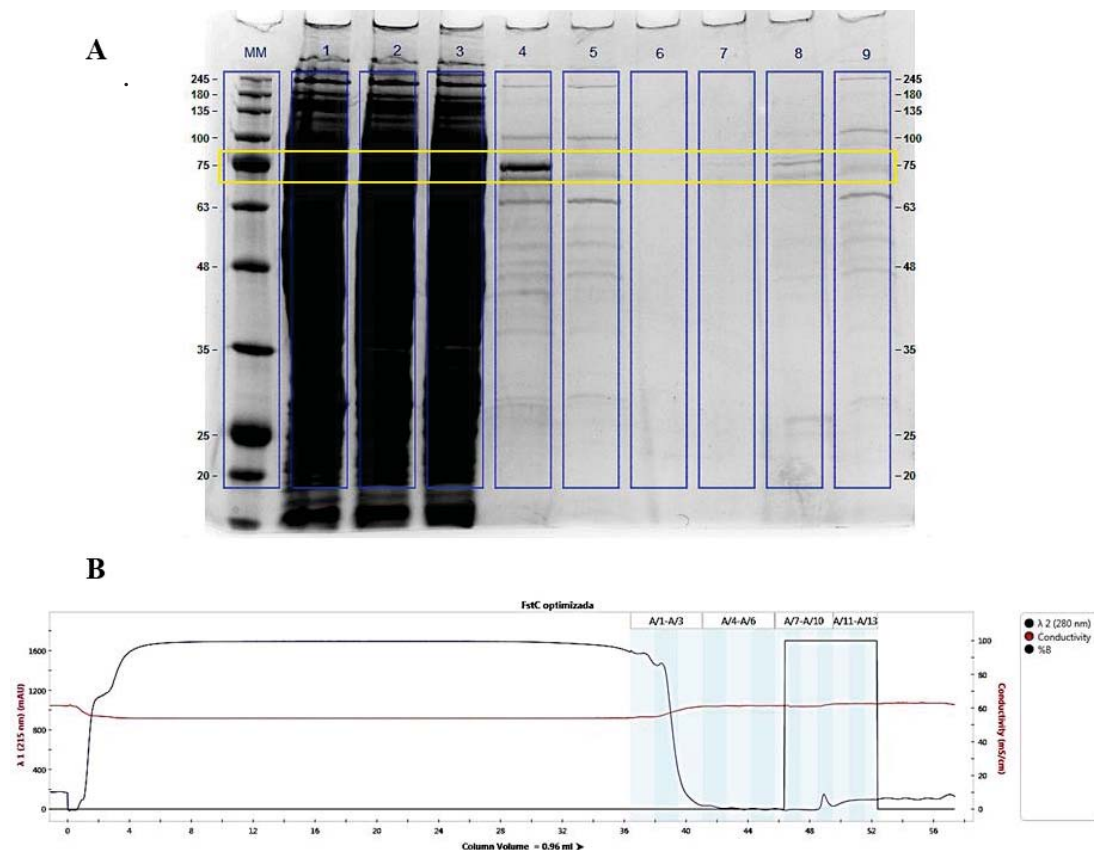 A
.
MM 1 2 3 4 5 6 7 8 9
245 245
180 180
135 135
100 100
75 75
63 63
48 48
35 35
25 25
20 20
B
FstC optimizada
A/1-A/3 A/4-A/6 A/7-A/10 A/11-A/13
λ 2 (280 nm)
Conductivity
%B
λ 1 (215 nm) (mAU)
1600
1200
800
400
0
100
80
60
40
20
10
0
Conductivity (mS/cm)
0 4 8 12 16 20 24 28 32 36 40 44 48 52 56
Column Volume = 0.96 ml ➤